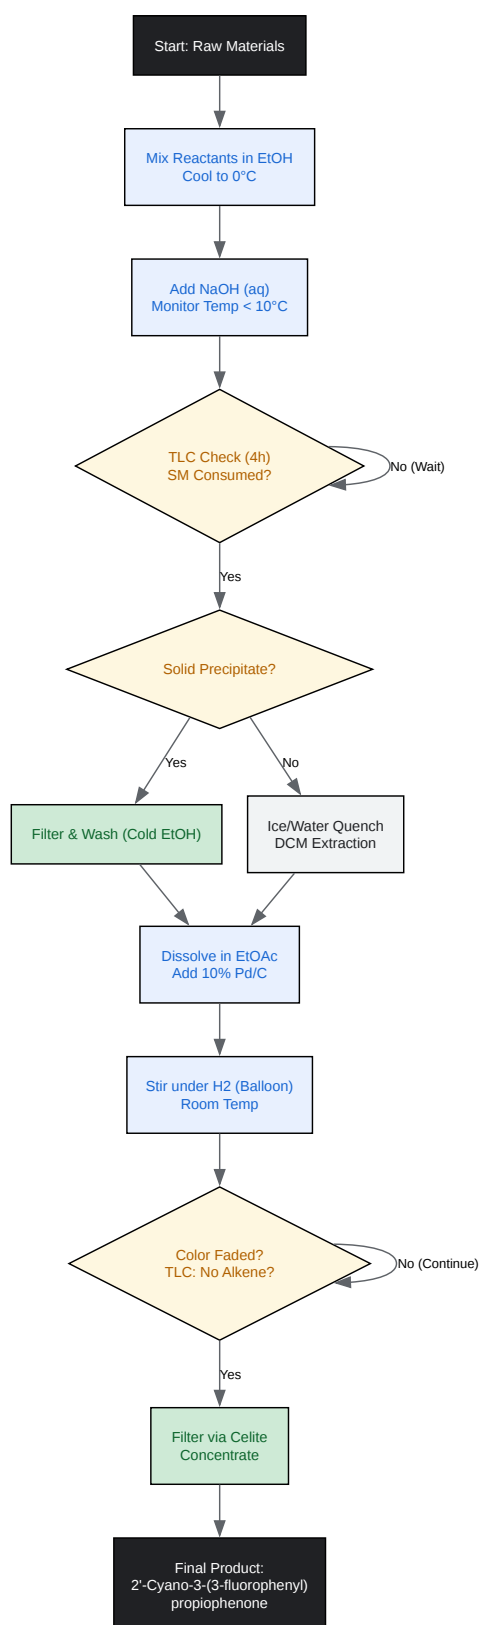 Start: Raw Materials
Mix Reactants in EtOH
Cool to 0°C
Add NaOH (aq)
Monitor Temp < 10°C
TLC Check (4h)
SM Consumed?
No (Wait)
Yes
Solid Precipitate?
Yes
No
Filter & Wash (Cold EtOH)
Ice/Water Quench
DCM Extraction
Dissolve in EtOAc
Add 10% Pd/C
Stir under H2 (Balloon)
Room Temp
Color Faded?
TLC: No Alkene?
No (Continue)
Yes
Filter via Celite
Concentrate
Final Product:
2'-Cyano-3-(3-fluorophenyl)
propiophenone